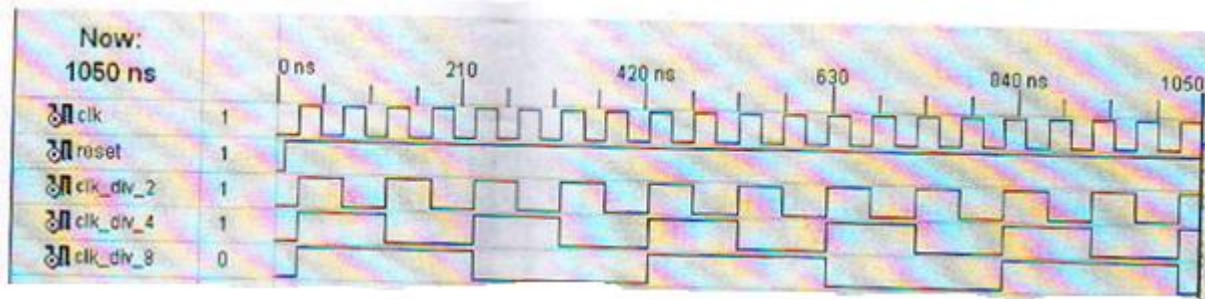 Now:
1050 ns
0 ns 210 420 ns 630 840 ns 1050
clk 1
reset 1
clk_div_2 1
clk_div_4 1
clk_div_8 0